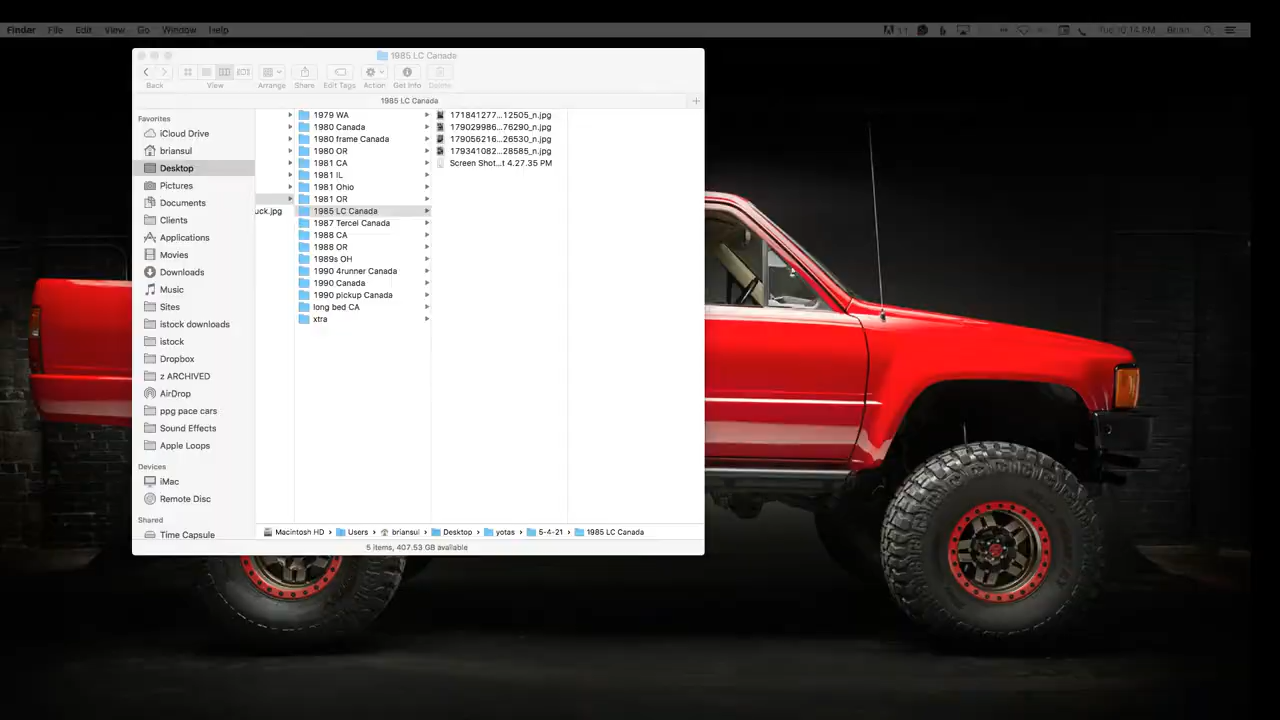 Finder File Edit View Go Window Help
Tue 10:14 PM Brian
1985 LC Canada
Back View Arrange Share Edit Tags Action Get Info Delete
1985 LC Canada
Favorites
iCloud Drive
briansul
Desktop
Pictures
Documents
Clients
Applications
Movies
Downloads
Music
Sites
istock downloads
istock
Dropbox
z ARCHIVED
AirDrop
ppg pace cars
Sound Effects
Apple Loops
Devices
iMac
Remote Disc
Shared
Time Capsule
uck.jpg
1979 WA
1980 Canada
1980 frame Canada
1980 OR
1981 CA
1981 IL
1981 Ohio
1981 OR
1985 LC Canada
1987 Tercel Canada
1988 CA
1988 OR
1989s OH
1990 4runner Canada
1990 Canada
1990 pickup Canada
long bed CA
xtra
171841277...12505_n.jpg
179029986...76290_n.jpg
179056216...26530_n.jpg
179341082...28585_n.jpg
Screen Shot...t 4.27.35 PM
Macintosh HD › Users › briansul › Desktop › yotas › 5-4-21 › 1985 LC Canada
5 items, 407.53 GB available